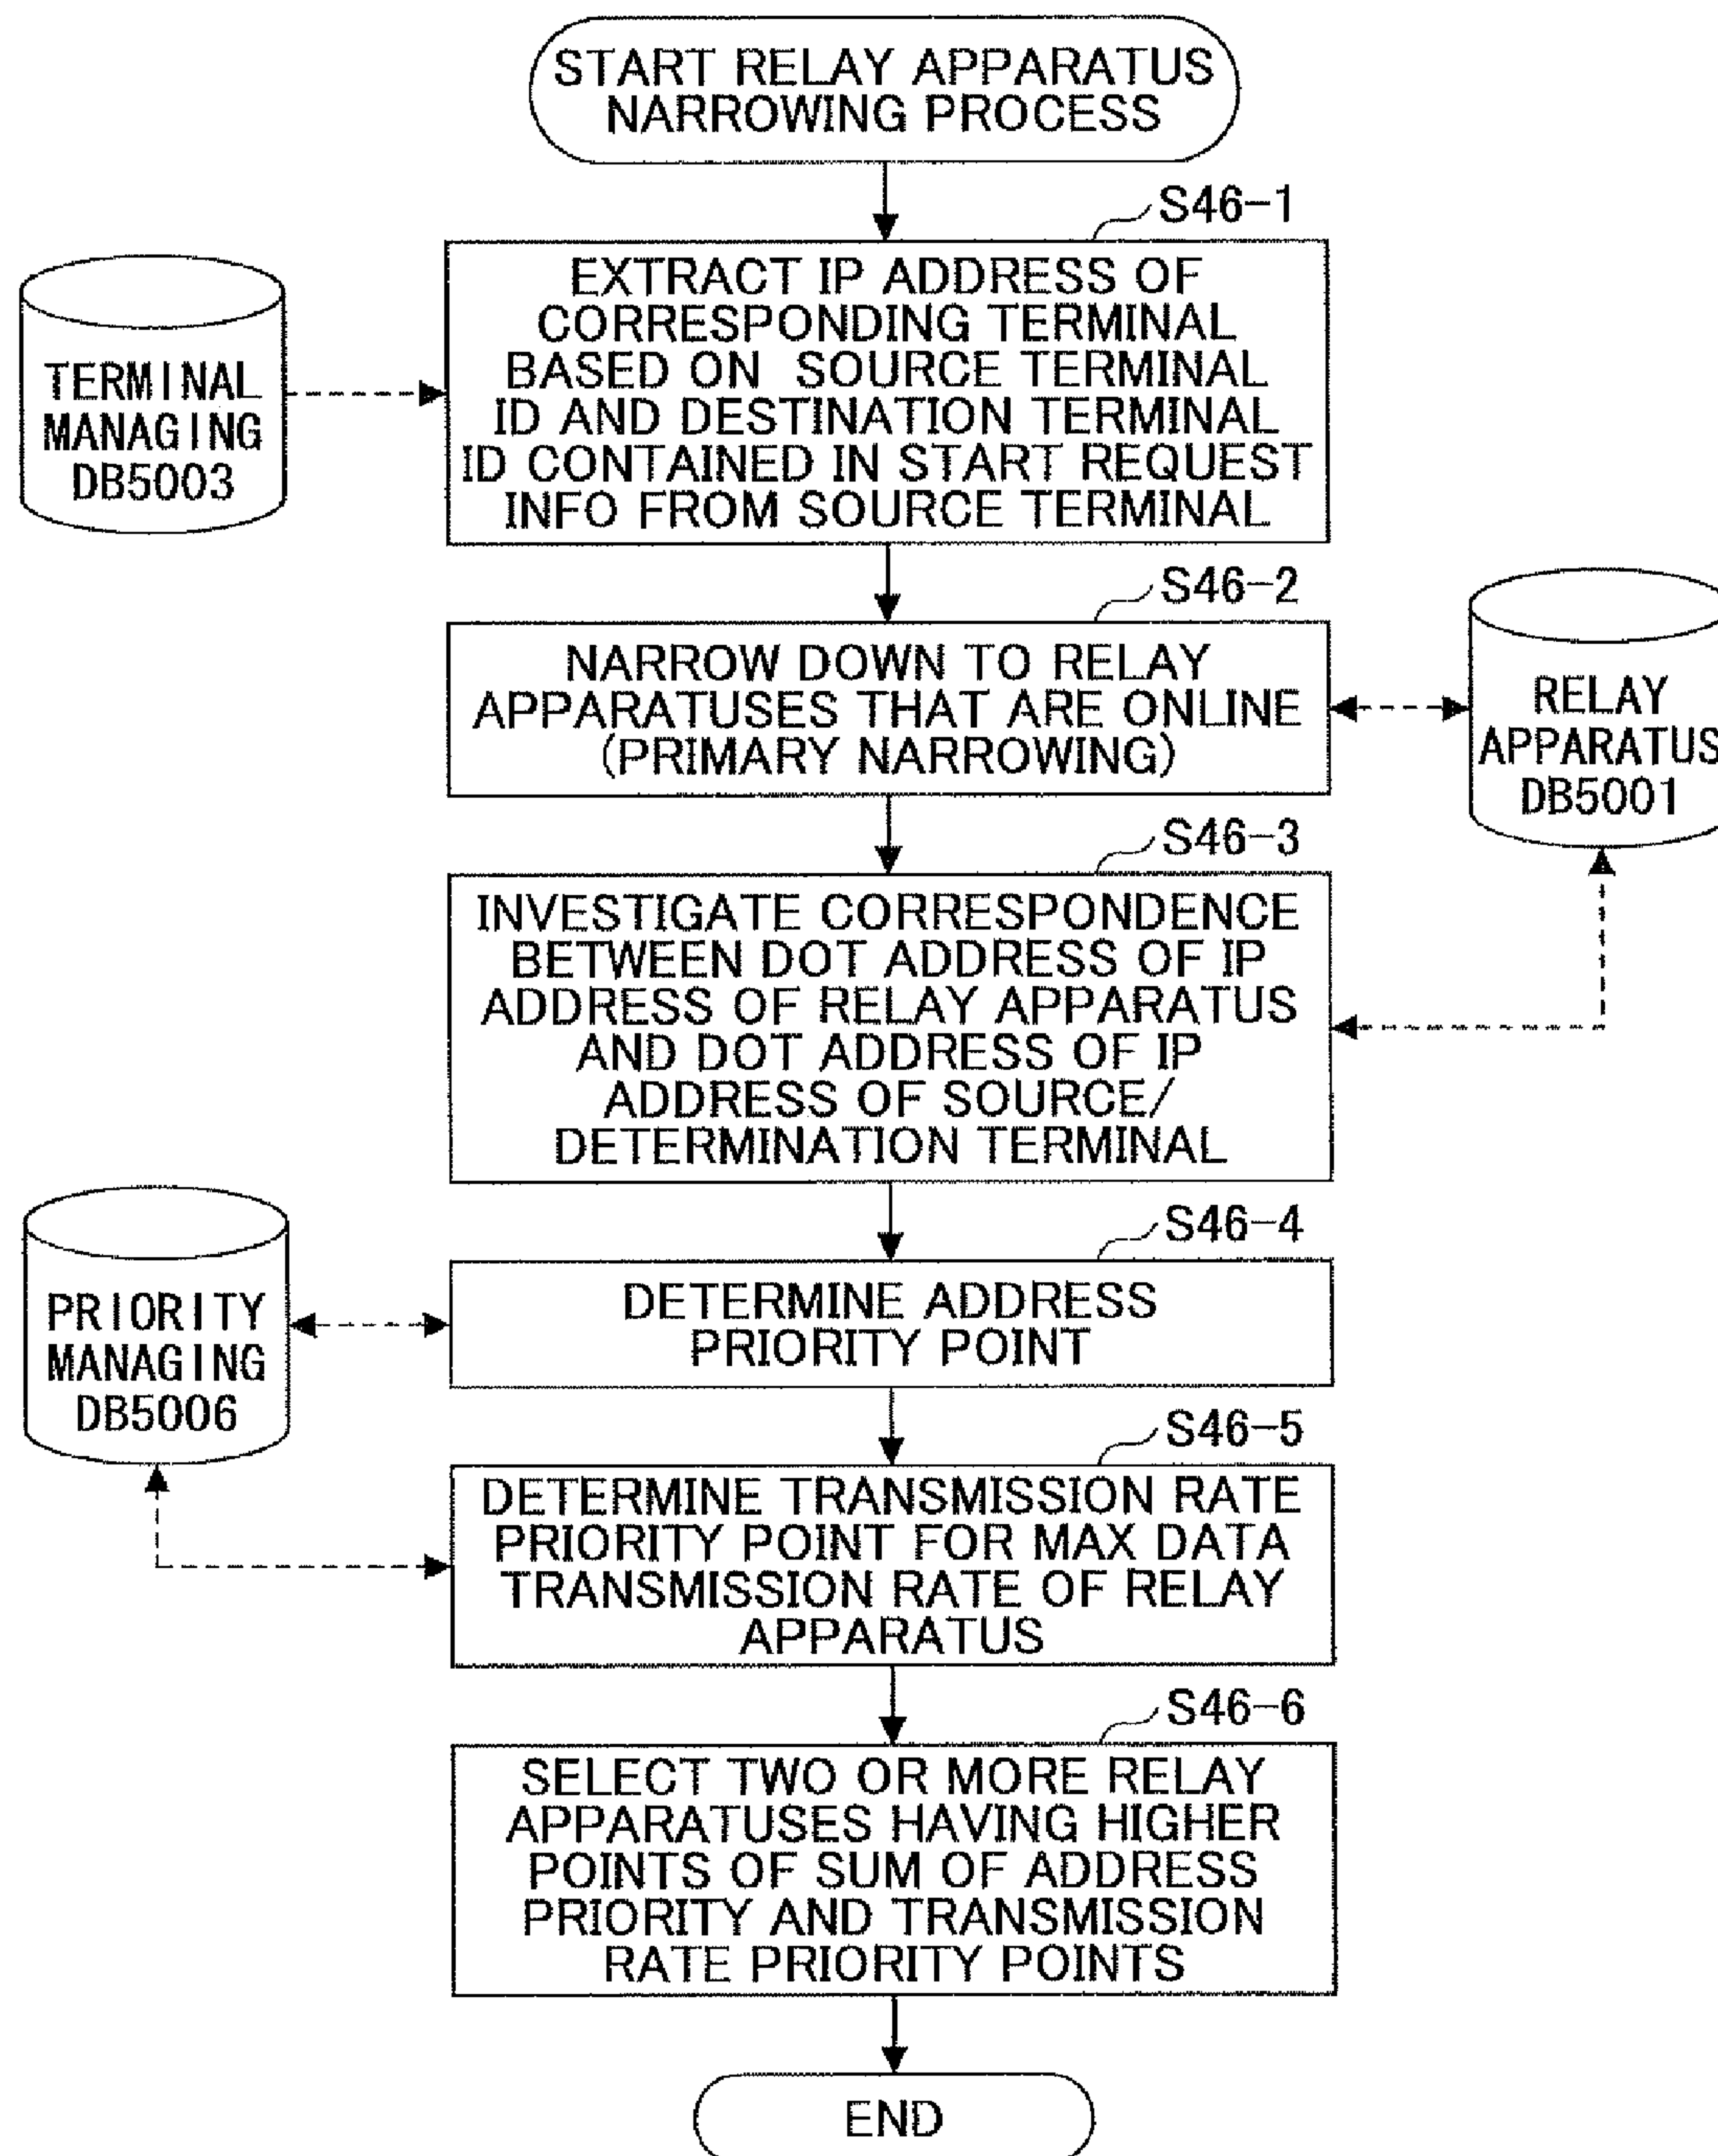 START RELAY APPARATUS
NARROWING PROCESS
S46-1
EXTRACT IP ADDRESS OF
CORRESPONDING TERMINAL
BASED ON SOURCE TERMINAL
ID AND DESTINATION TERMINAL
ID CONTAINED IN START REQUEST
INFO FROM SOURCE TERMINAL
TERMINAL
MANAGING
DB5003
S46-2
NARROW DOWN TO RELAY
APPARATUSES THAT ARE ONLINE
(PRIMARY NARROWING)
RELAY
APPARATUS
DB5001
S46-3
INVESTIGATE CORRESPONDENCE
BETWEEN DOT ADDRESS OF IP
ADDRESS OF RELAY APPARATUS
AND DOT ADDRESS OF IP
ADDRESS OF SOURCE/
DETERMINATION TERMINAL
S46-4
DETERMINE ADDRESS
PRIORITY POINT
PRIORITY
MANAGING
DB5006
S46-5
DETERMINE TRANSMISSION RATE
PRIORITY POINT FOR MAX DATA
TRANSMISSION RATE OF RELAY
APPARATUS
S46-6
SELECT TWO OR MORE RELAY
APPARATUSES HAVING HIGHER
POINTS OF SUM OF ADDRESS
PRIORITY AND TRANSMISSION
RATE PRIORITY POINTS
END